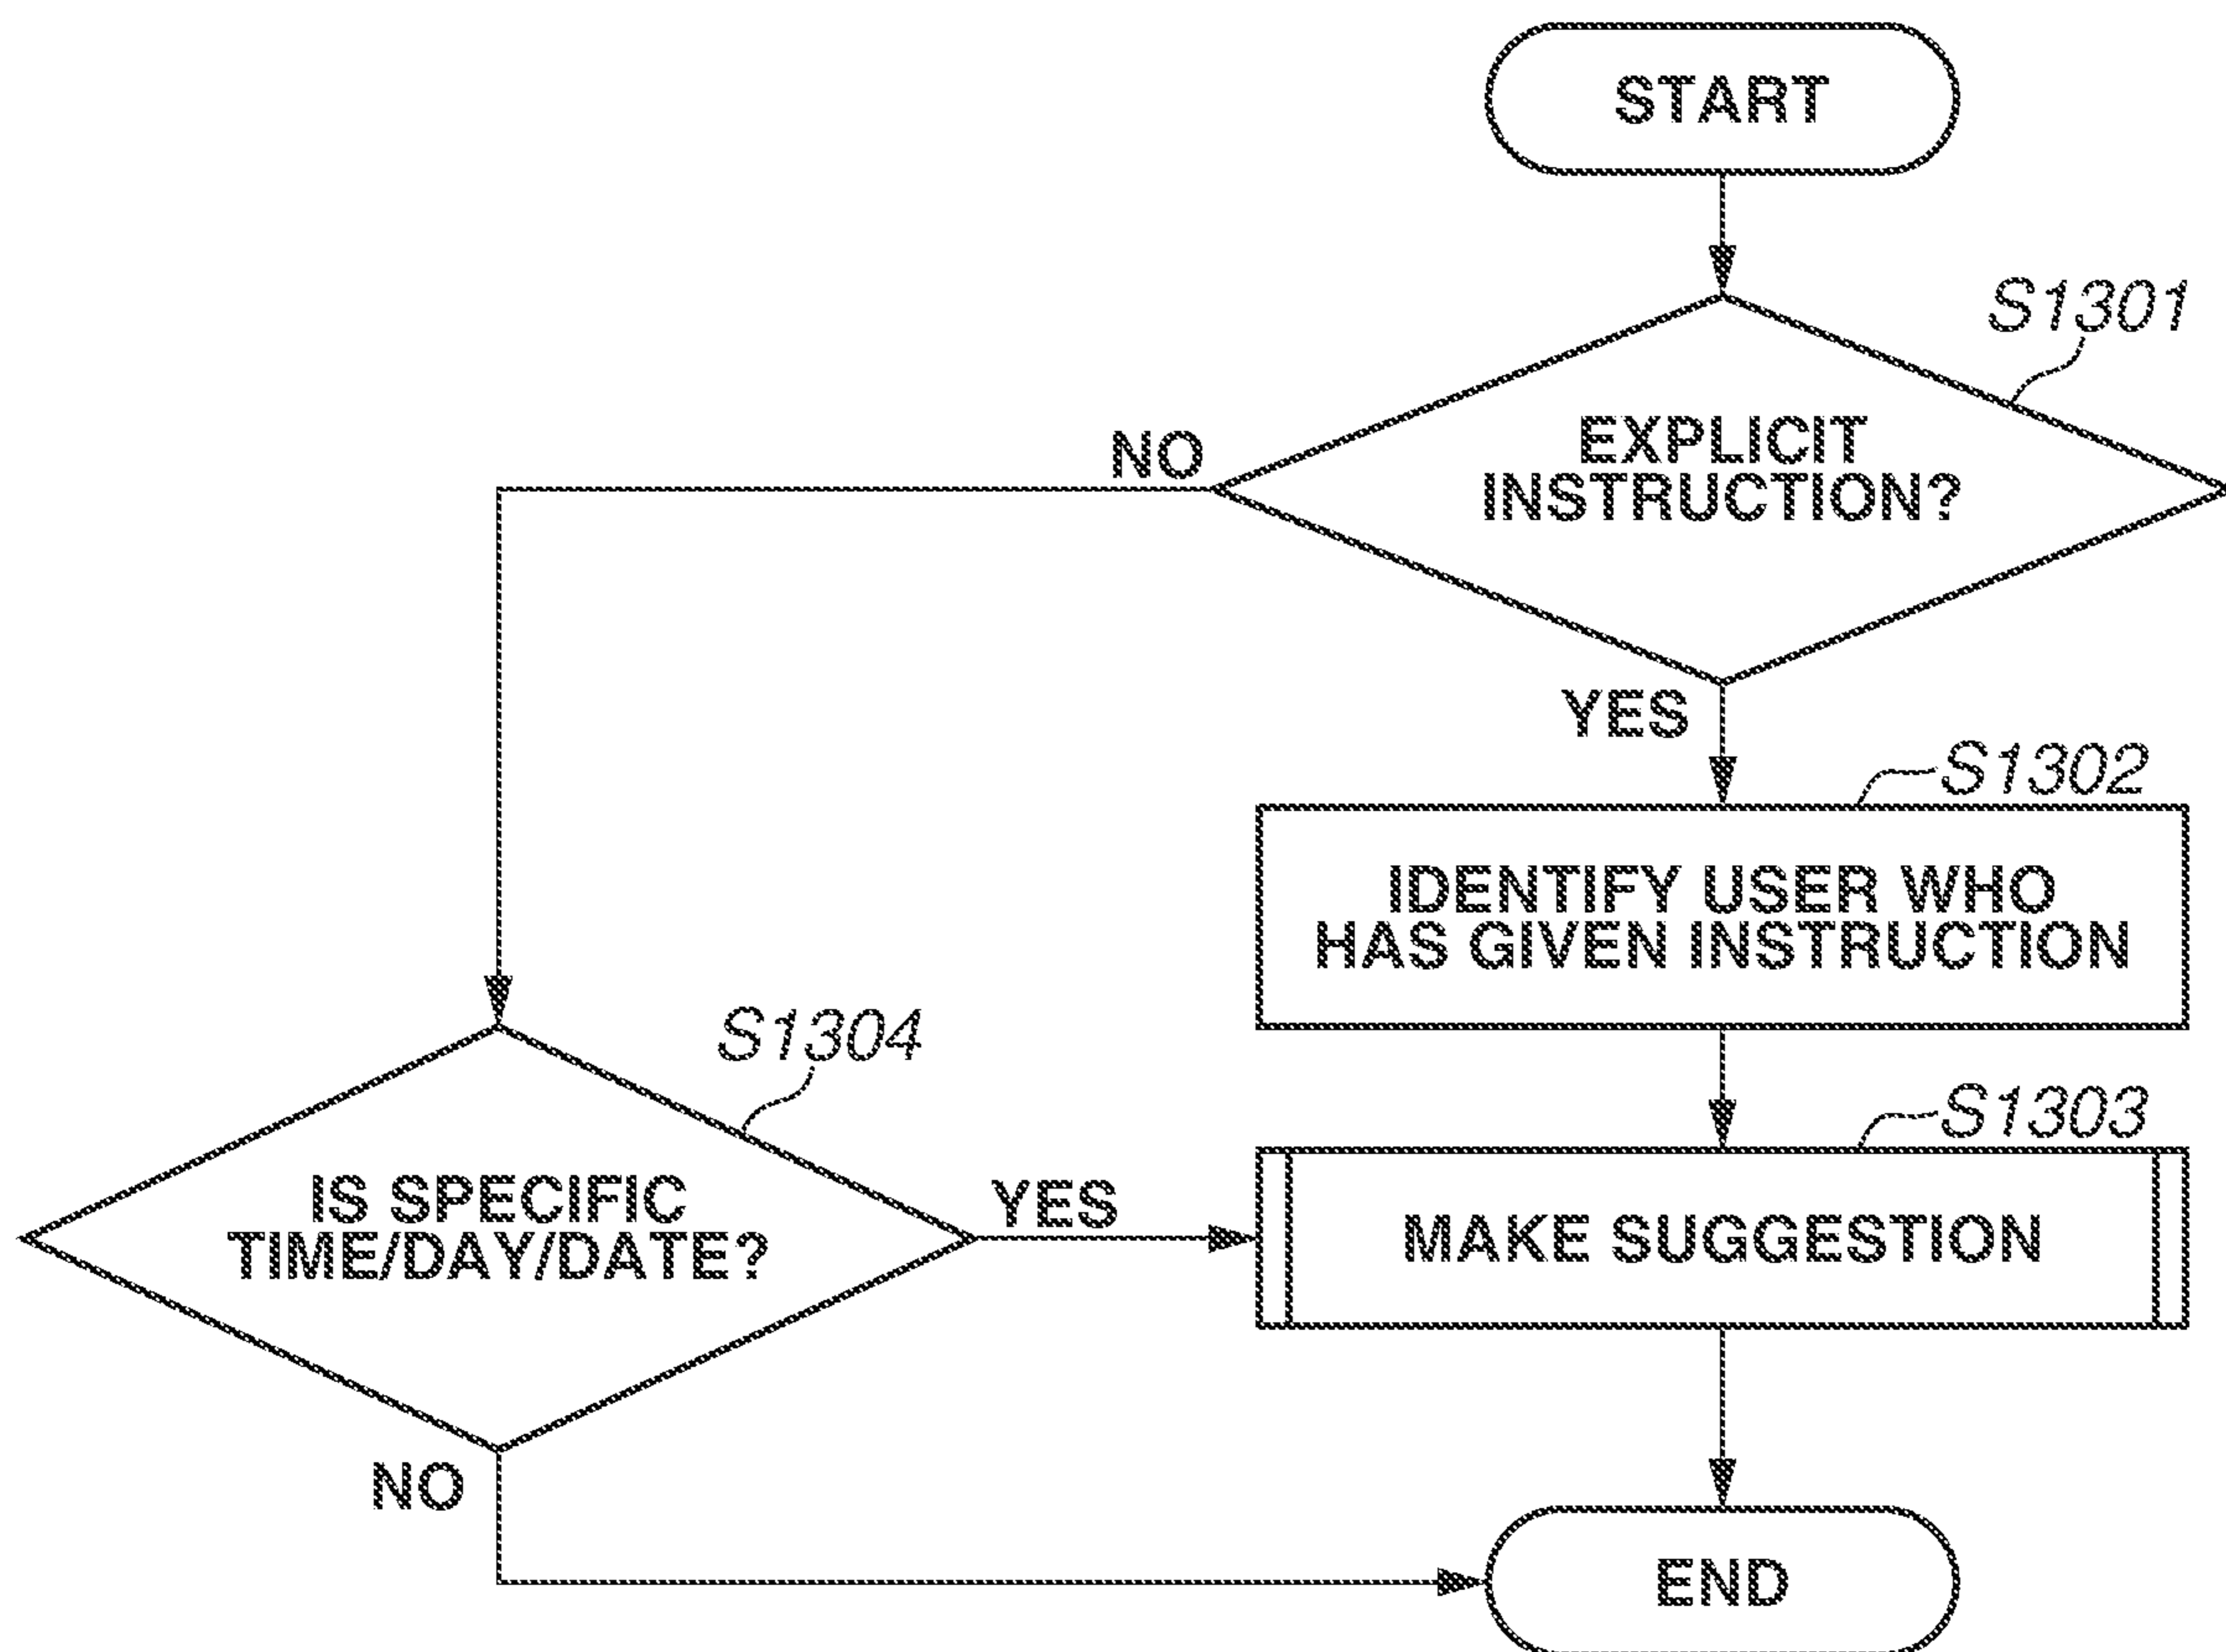 START
S1301
EXPLICIT
INSTRUCTION?
NO
YES
S1302
IDENTIFY USER WHO
HAS GIVEN INSTRUCTION
S1304
S1303
IS SPECIFIC
TIME/DAY/DATE?
YES
MAKE SUGGESTION
NO
END